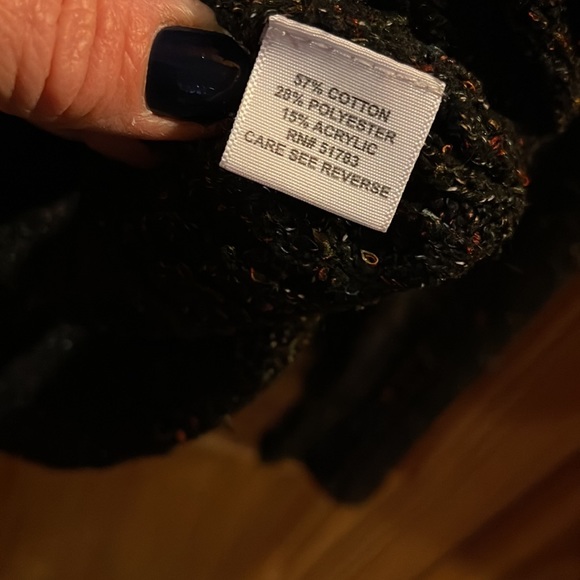 57% COTTON
28% POLYESTER
15% ACRYLIC
RN# 51783
CARE SEE REVERSE